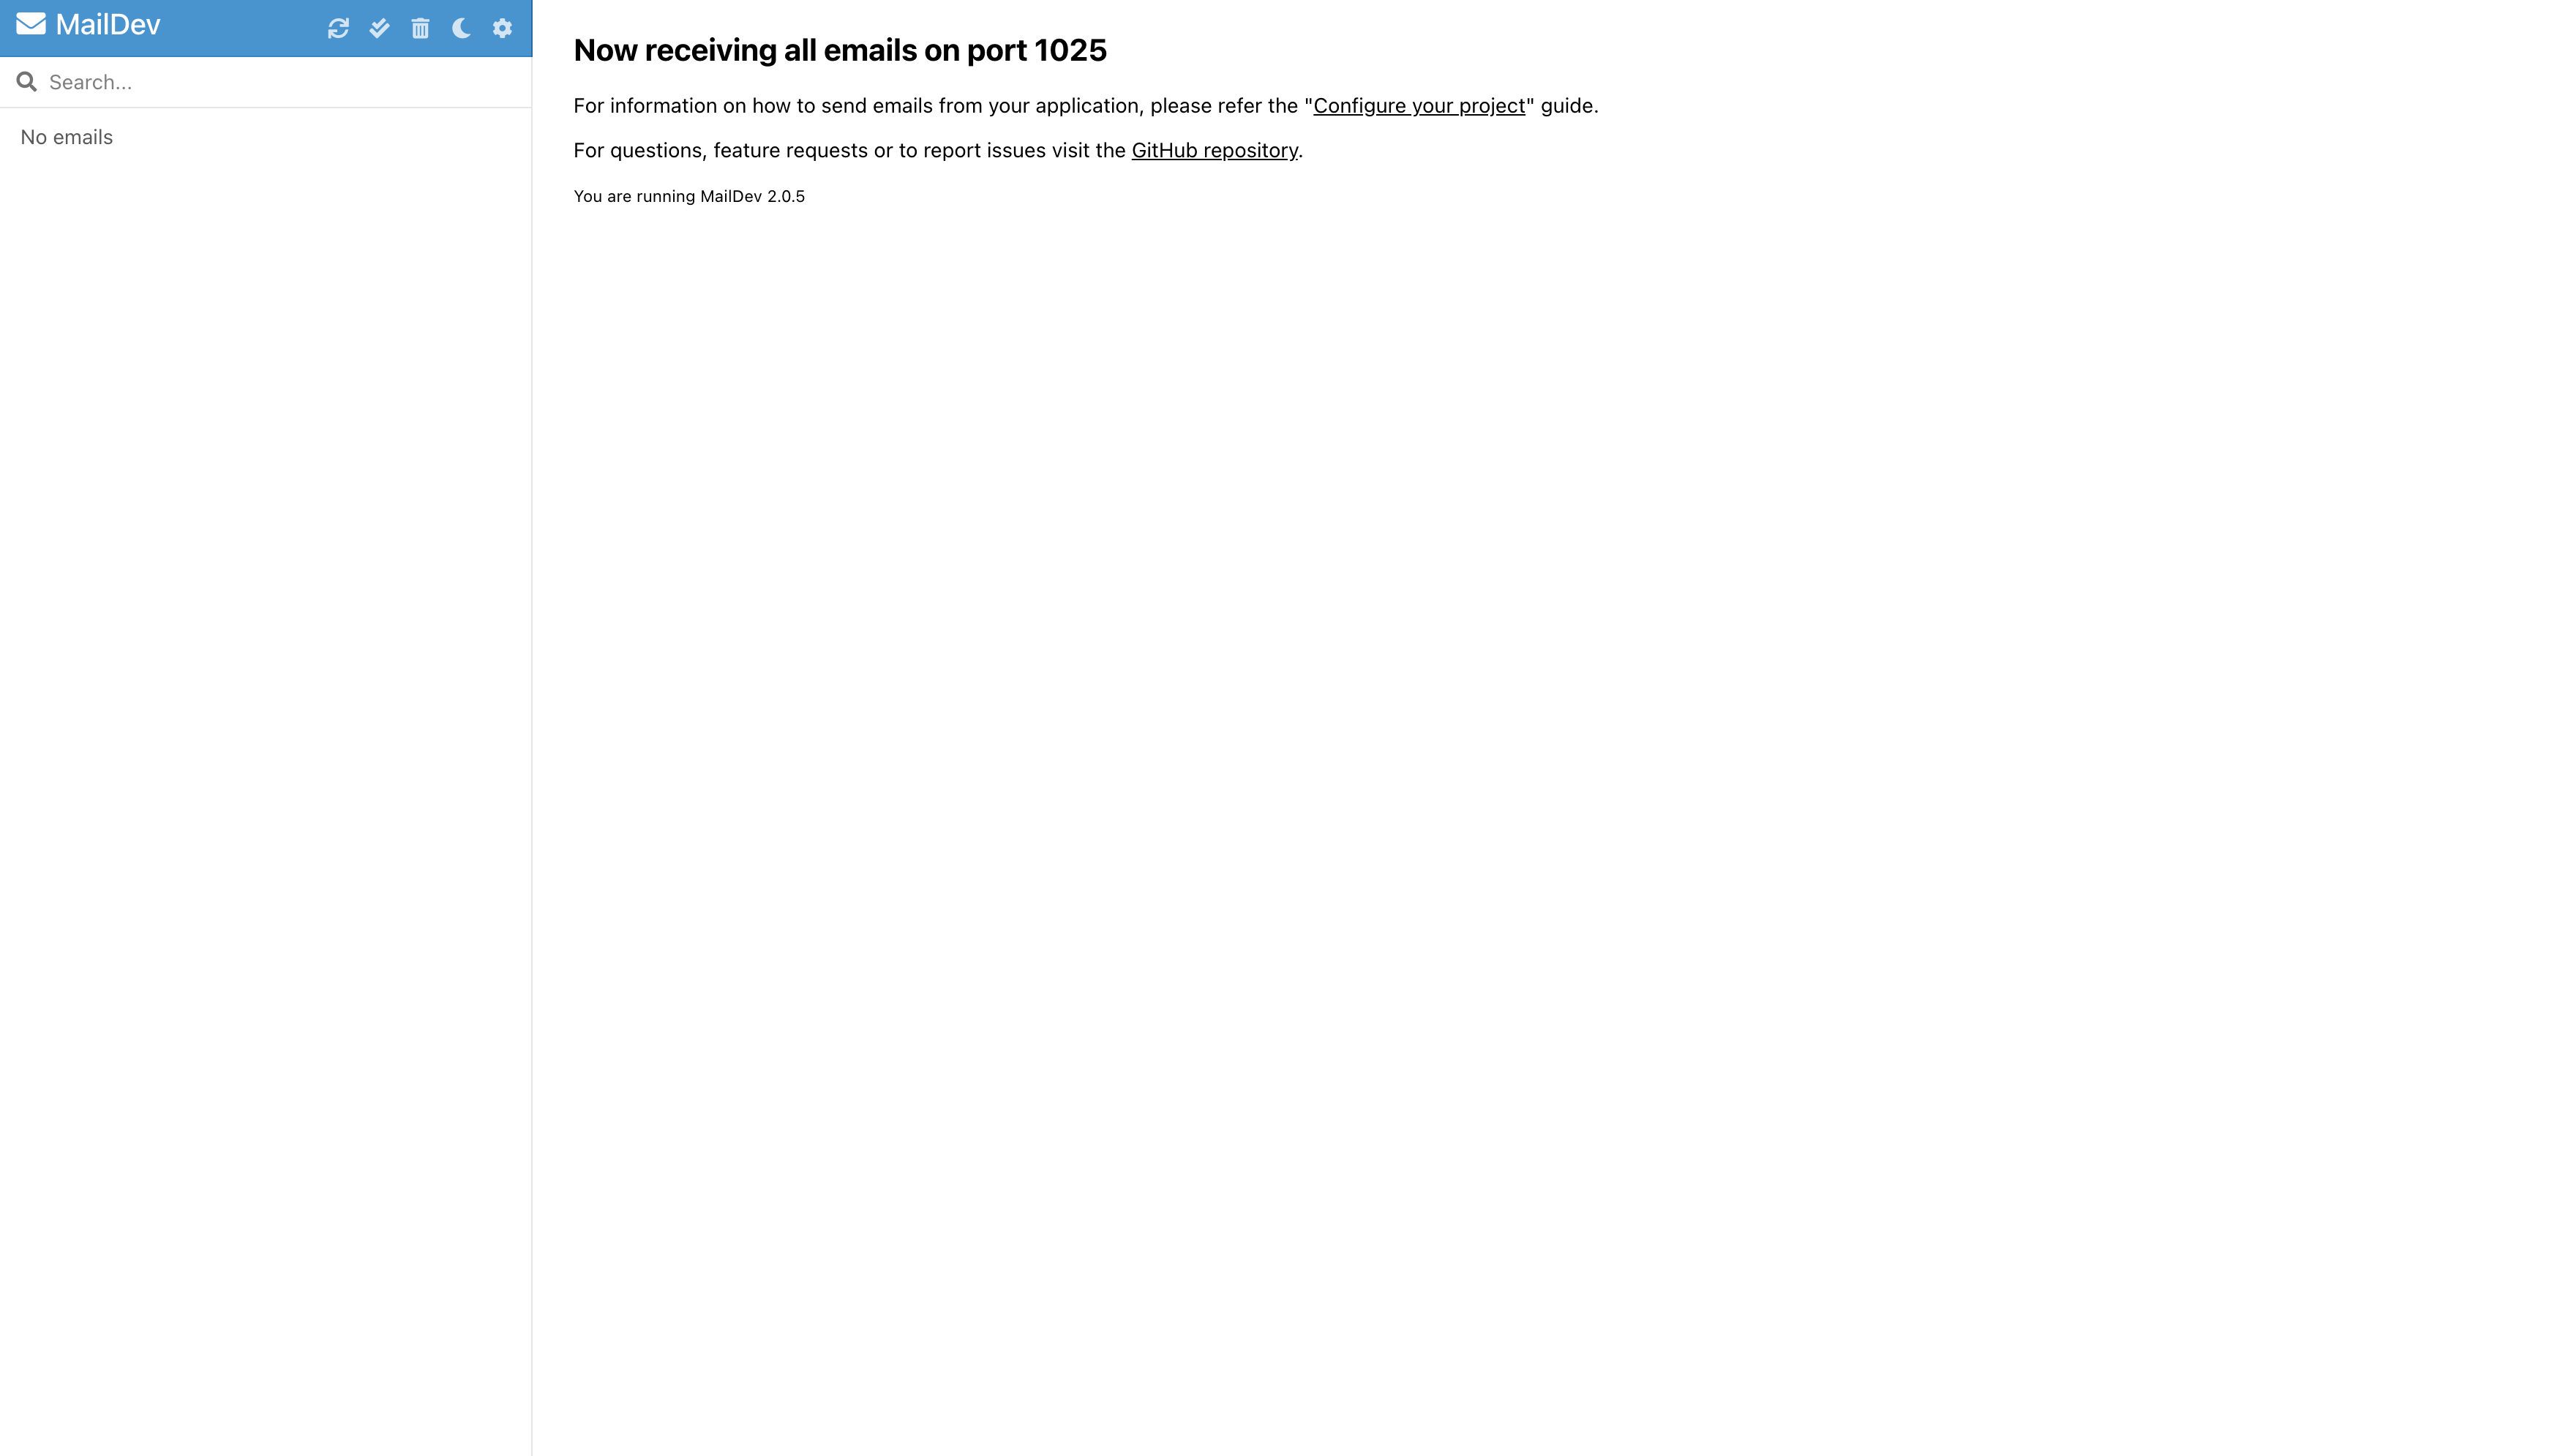 MailDev
Search...
No emails
Now receiving all emails on port 1025
For information on how to send emails from your application, please refer the "Configure your project" guide.
For questions, feature requests or to report issues visit the GitHub repository.
You are running MailDev 2.0.5